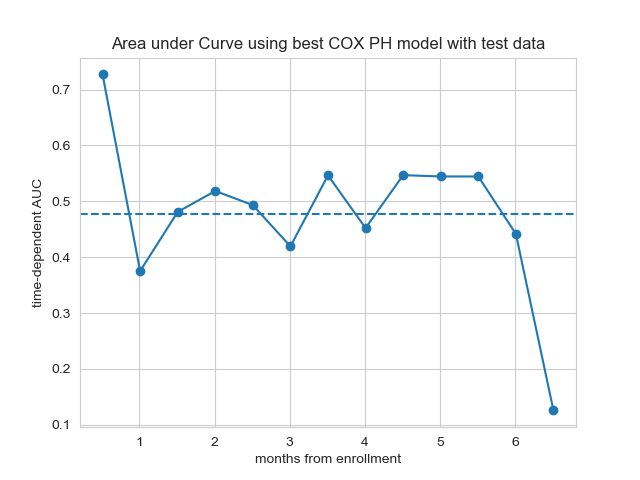 Area under Curve using best COX PH model with test data
time-dependent AUC
0.7
0.6
0.5
0.4
0.3
0.2
0.1
1 2 3 4 5 6
months from enrollment